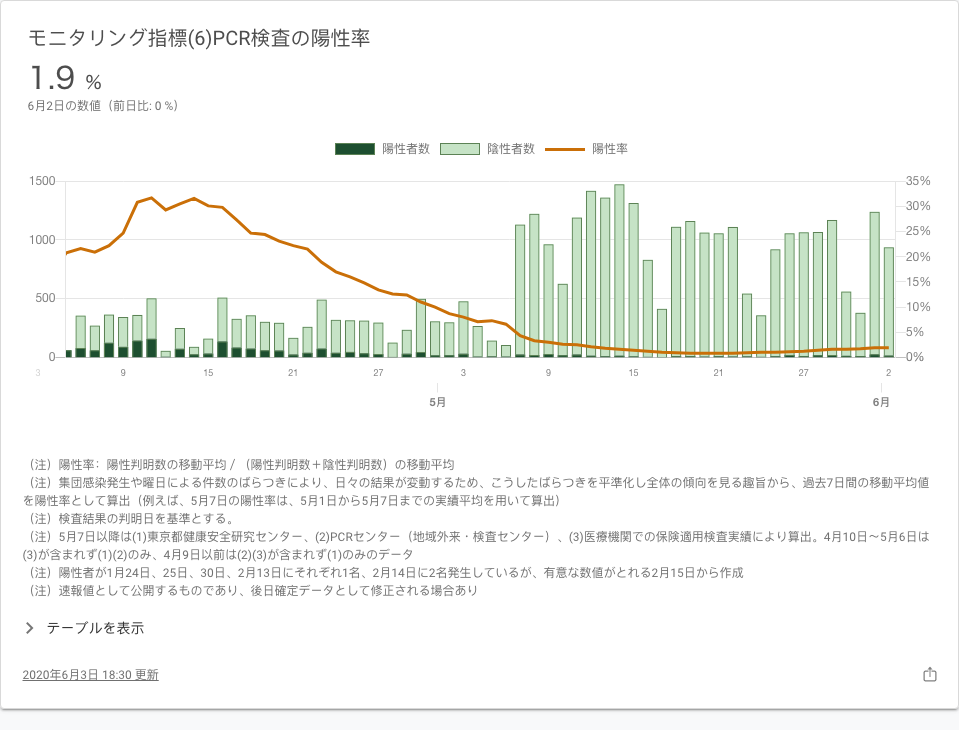 モニタリング指標(6)PCR検査の陽性率
1.9 %
6月2日の数値（前日比: 0 %）
陽性者数 陰性者数 陽性率
1500 35%
30%
1000 25%
20%
15%
500 10%
5%
0 0%
3 9 15 21 27 3 9 15 21 27 2
5月 6月
（注）陽性率：陽性判明数の移動平均 / （陽性判明数＋陰性判明数）の移動平均
（注）集団感染発生や曜日による件数のばらつきにより、日々の結果が変動するため、こうしたばらつきを平準化し全体の傾向を見る趣旨から、過去7日間の移動平均値
を陽性率として算出（例えば、5月7日の陽性率は、5月1日から5月7日までの実績平均を用いて算出）
（注）検査結果の判明日を基準とする。
（注）5月7日以降は(1)東京都健康安全研究センター、(2)PCRセンター（地域外来・検査センター）、(3)医療機関での保険適用検査実績により算出。4月10日～5月6日は
(3)が含まれず(1)(2)のみ、4月9日以前は(2)(3)が含まれず(1)のみのデータ
（注）陽性者が1月24日、25日、30日、2月13日にそれぞれ1名、2月14日に2名発生しているが、有意な数値がとれる2月15日から作成
（注）速報値として公開するものであり、後日確定データとして修正される場合あり
テーブルを表示
2020年6月3日 18:30 更新